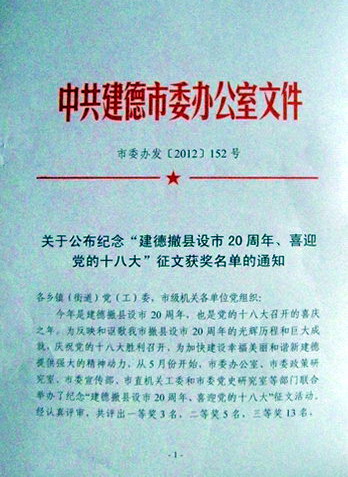 中共建德市委办公室文件
市委办发〔2012〕152号
关于公布纪念“建德撤县设市20周年、喜迎
党的十八大”征文获奖名单的通知
各乡镇（街道）党（工）委，市级机关各单位党组织：
今年是建德撤县设市20周年，也是党的十八大召开的喜庆
之年。为反映和讴歌我市撤县设市20周年的光辉历程和巨大成
就，庆祝党的十八大胜利召开，为加快建设幸福美丽和谐新建德
提供强大的精神动力，从5月份开始，市委办公室、市委政策研
究室、市委宣传部、市直机关工委和市委党史研究室等部门联合
举办了纪念“建德撤县设市20周年、喜迎党的十八大”征文活动。
经认真评审，共评出一等奖3名，二等奖5名，三等奖13名，
- 1 -